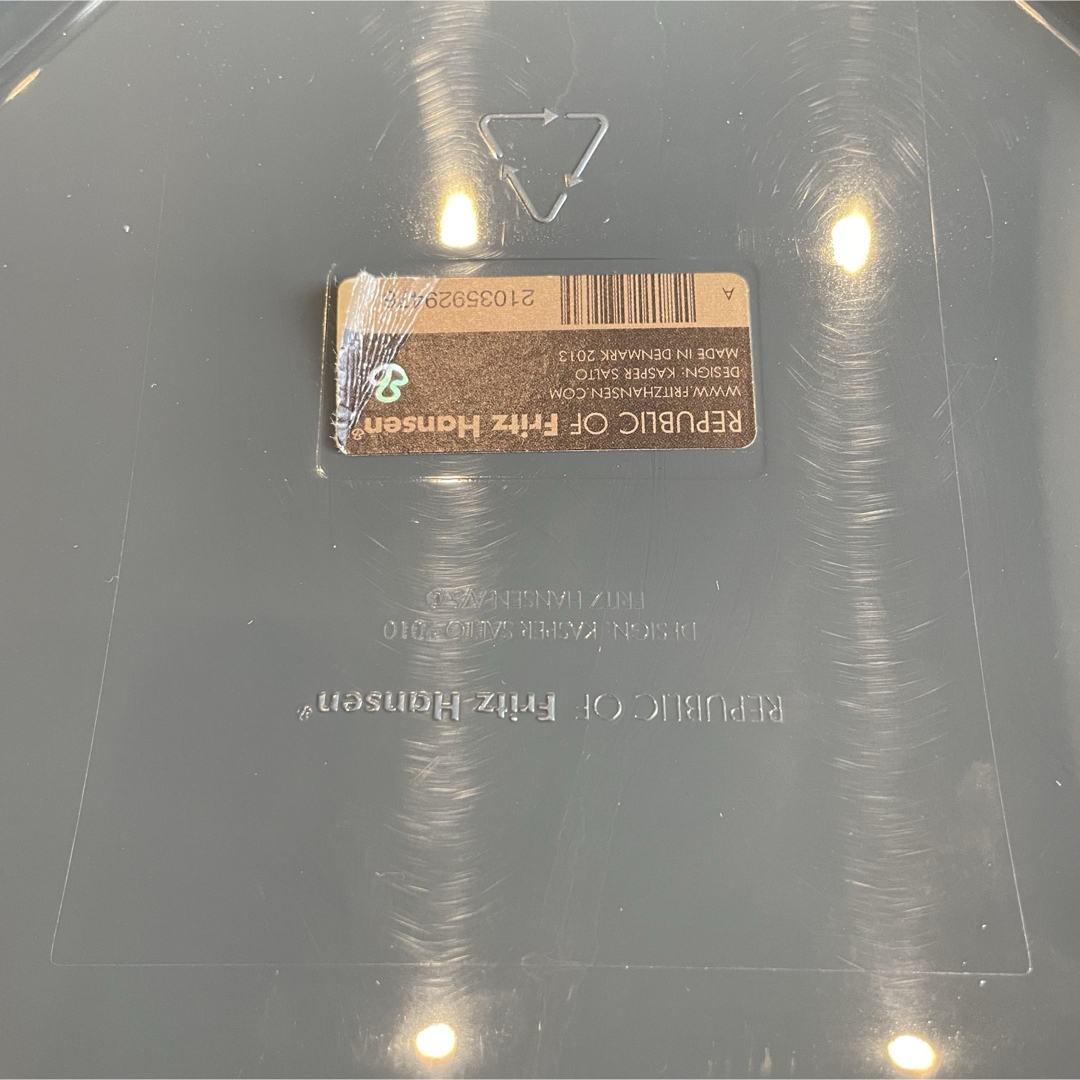 REPUBLIC OF Fritz Hansen®
WWW.FRITZHANSEN.COM
DESIGN: KASPER SALTO
MADE IN DENMARK 2013
A 2103592947
REPUBLIC OF Fritz Hansen®
DESIGN: KASPER SALTO 2010
FRITZ HANSEN A/S